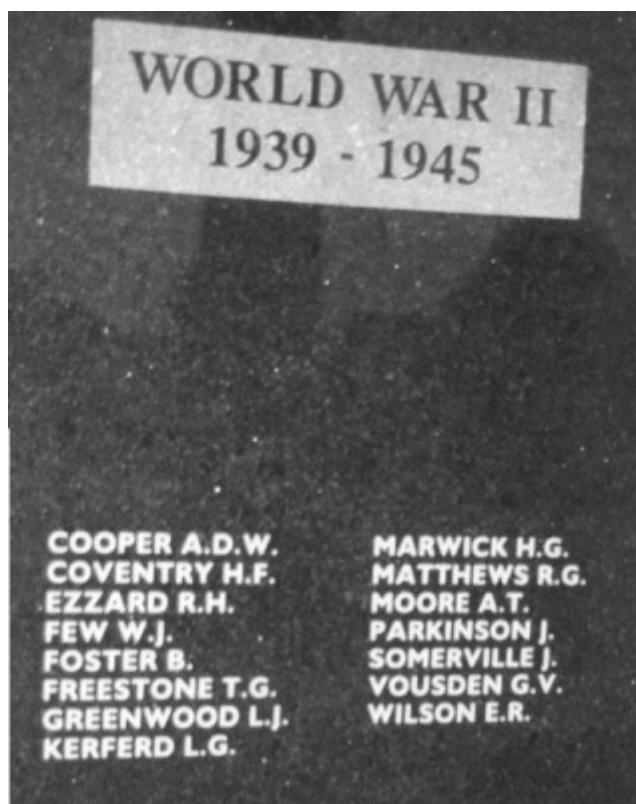 WORLD WAR II
1939 - 1945
COOPER A.D.W.
COVENTRY H.F.
EZZARD R.H.
FEW W.J.
FOSTER B.
FREESTONE T.G.
GREENWOOD L.J.
KERFERD L.G.
MARWICK H.G.
MATTHEWS R.G.
MOORE A.T.
PARKINSON J.
SOMERVILLE J.
VOUSDEN G.V.
WILSON E.R.